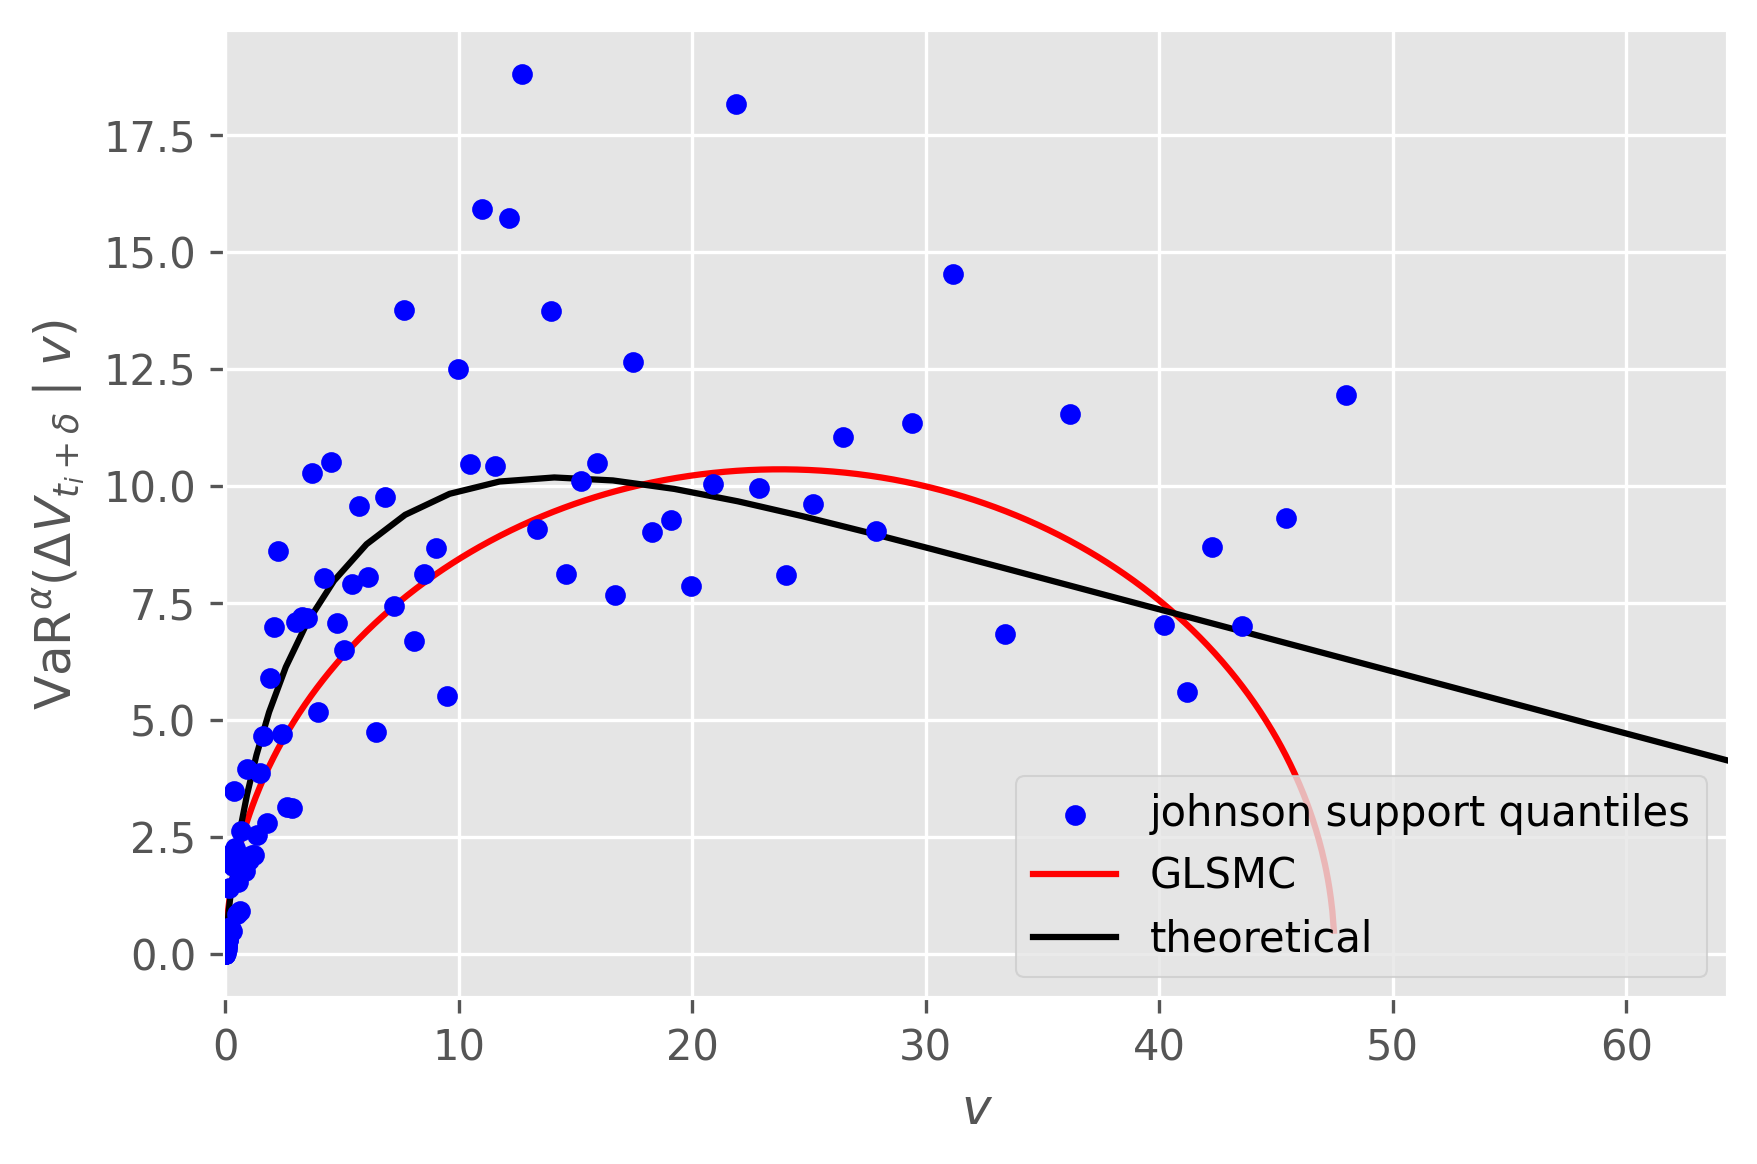 17.5
15.0
12.5
10.0
7.5
5.0
2.5
0.0
VaR^α(ΔV_{t_i+δ} | v)
johnson support quantiles
GLSMC
theoretical
0 10 20 30 40 50 60
v